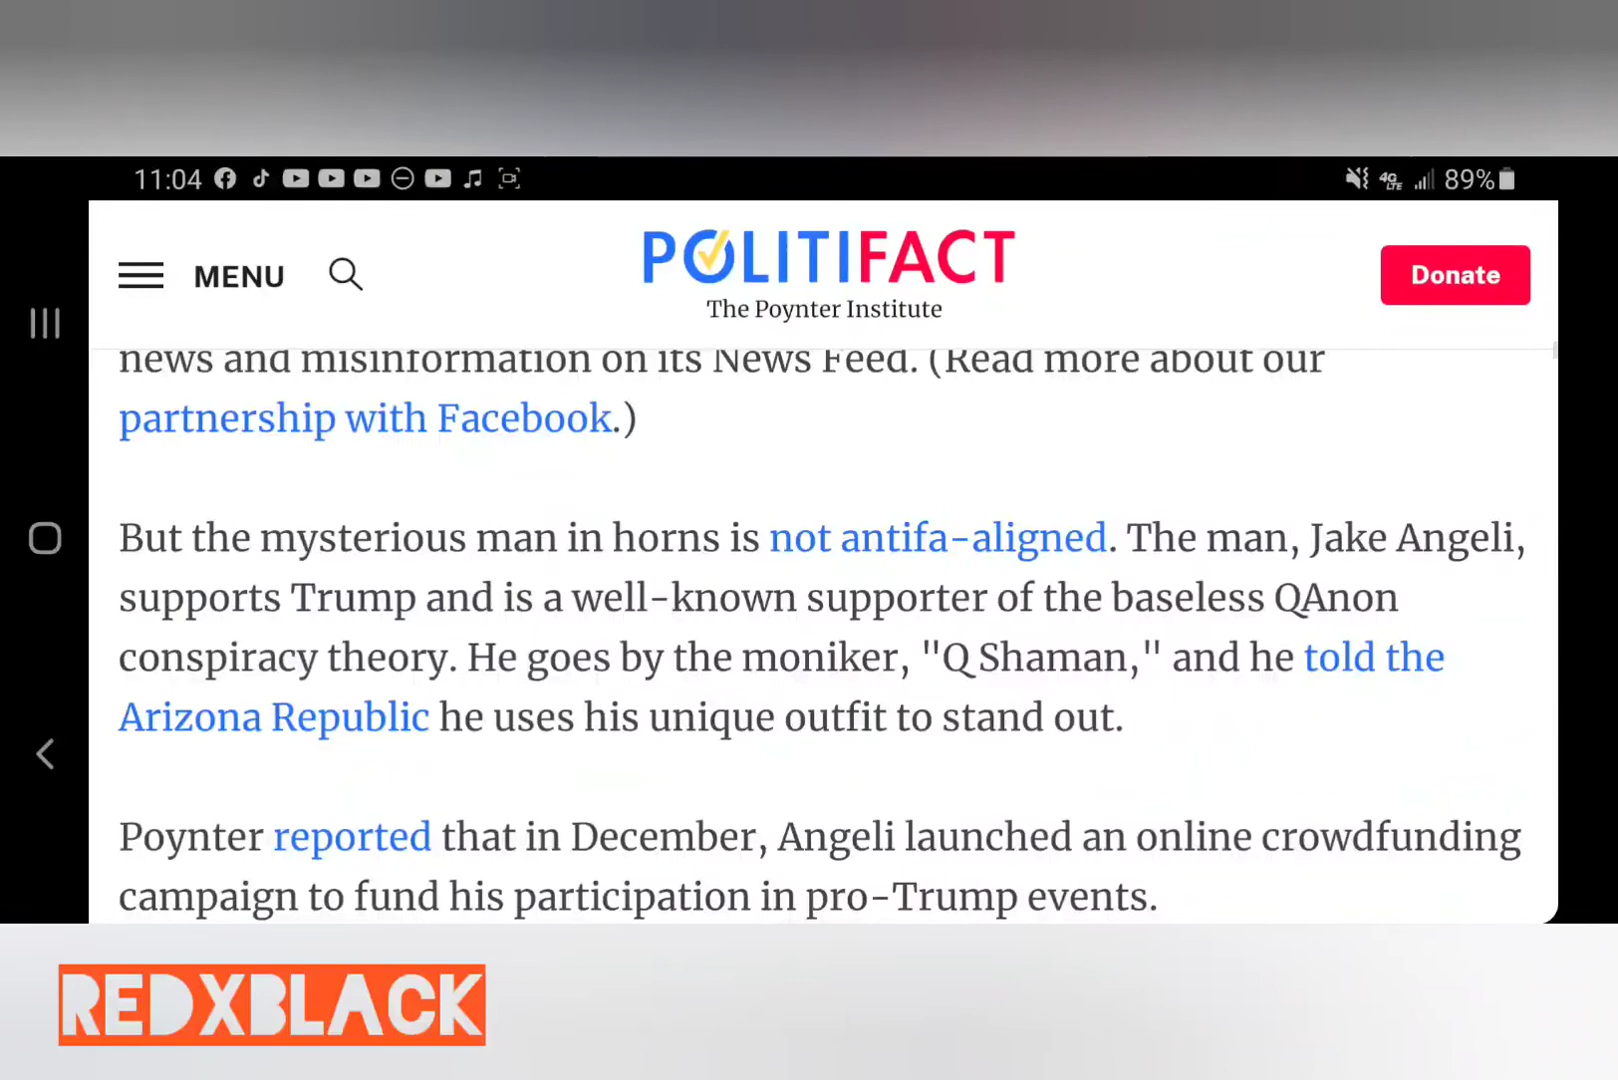 11:04 4G LTE 89%
MENU POLITIFACT Donate
The Poynter Institute
news and misinformation on its News Feed. (Read more about our
partnership with Facebook.)
But the mysterious man in horns is not antifa-aligned. The man, Jake Angeli,
supports Trump and is a well-known supporter of the baseless QAnon
conspiracy theory. He goes by the moniker, "Q Shaman," and he told the
Arizona Republic he uses his unique outfit to stand out.
Poynter reported that in December, Angeli launched an online crowdfunding
campaign to fund his participation in pro-Trump events.
REDXBLACK